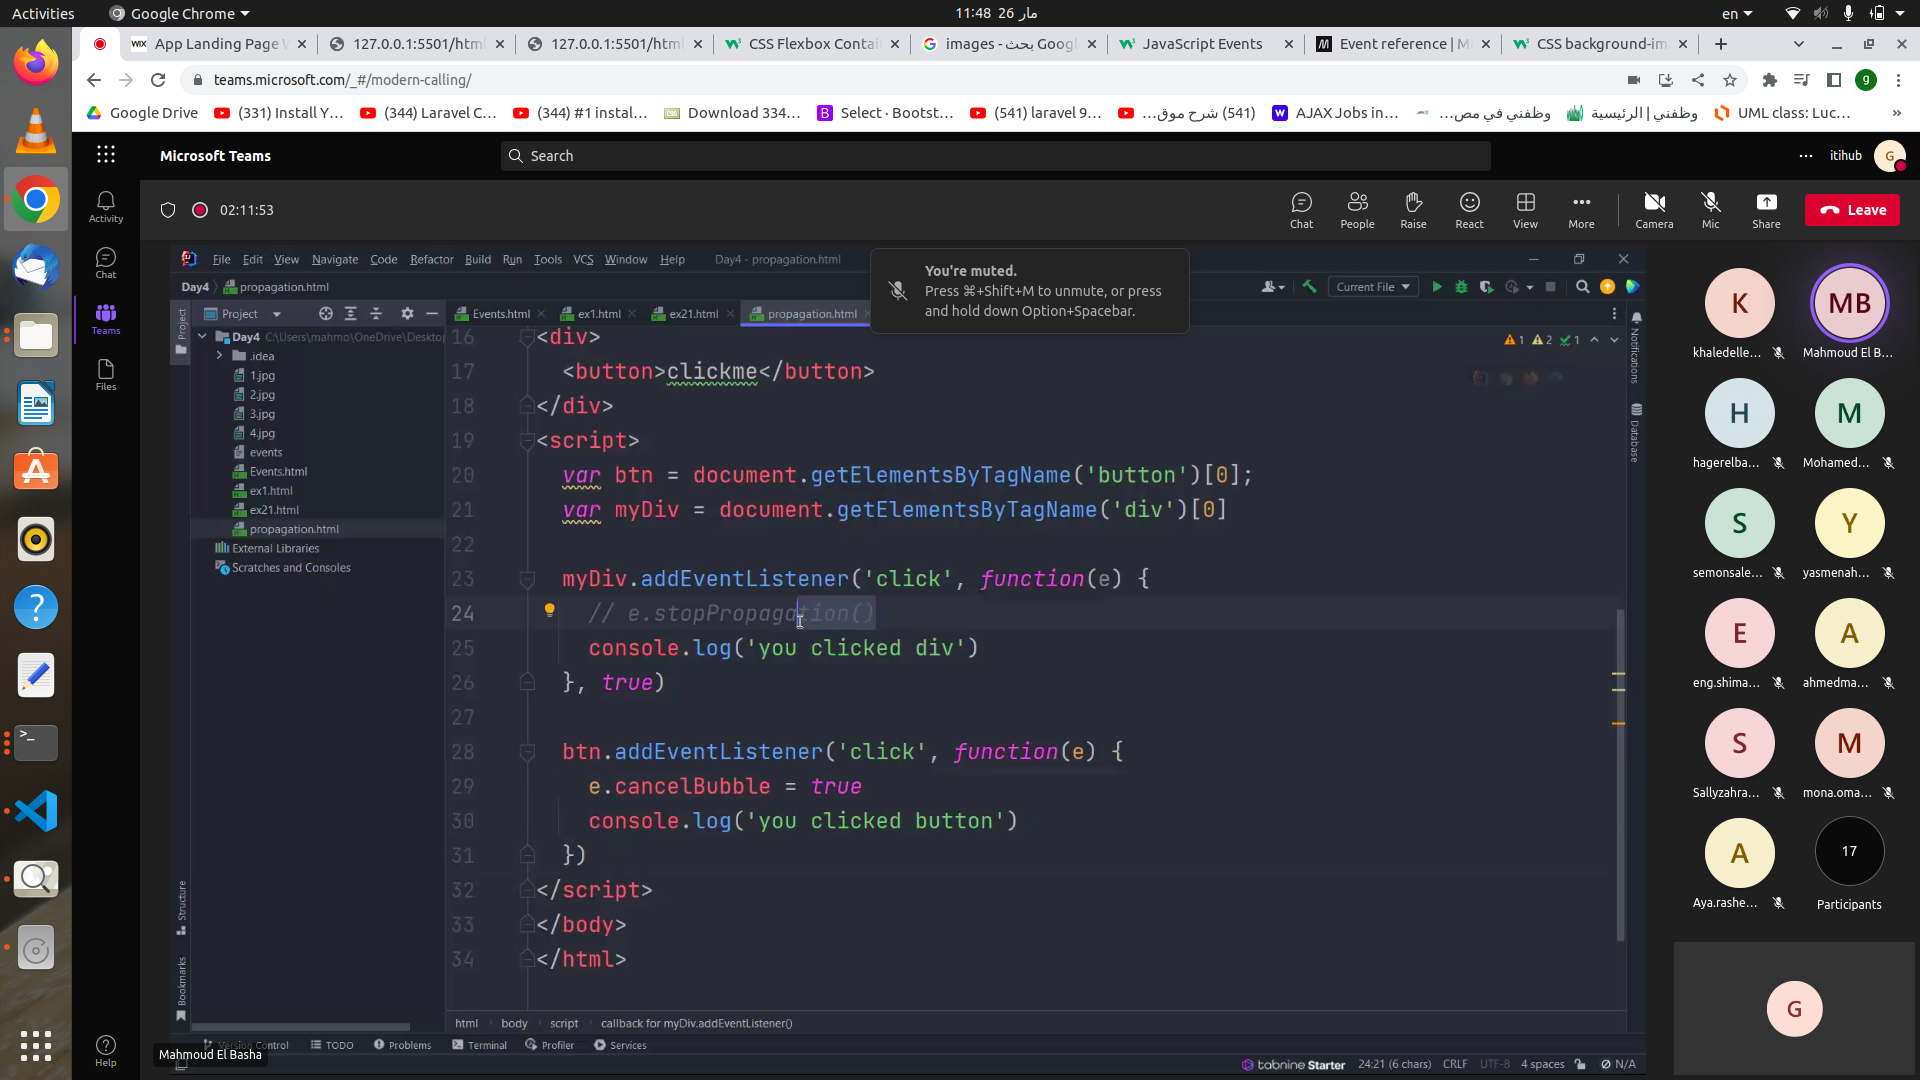 Activities
Google Chrome
11:48 26 مار
en
App Landing Page
127.0.0.1:5501/html
127.0.0.1:5501/html
CSS Flexbox Contai
images - بحث Goog
JavaScript Events
Event reference | M
CSS background-im
teams.microsoft.com/_#/modern-calling/
g
Google Drive
(331) Install Y...
(344) Laravel C...
(344) #1 instal...
Download 334...
Select · Bootst...
(541) laravel 9...
(541) شرح موق...
AJAX Jobs in...
وظفني في مص...
وظفني | الرئيسية
UML class: Luc...
Microsoft Teams
Search
itihub
G
Activity
Chat
Teams
Files
Help
02:11:53
Chat
People
Raise
React
View
More
Camera
Mic
Share
Leave
File Edit View Navigate Code Refactor Build Run Tools VCS Window Help
Day4 - propagation.html
You're muted.
Press ⌘+Shift+M to unmute, or press
and hold down Option+Spacebar.
Day4 propagation.html
Current File
Project
Events.html
ex1.html
ex21.html
propagation.html
Project
Day4 C:\Users\mahmo\OneDrive\Deskto
.idea
1.jpg
2.jpg
3.jpg
4.jpg
events
Events.html
ex1.html
ex21.html
propagation.html
External Libraries
Scratches and Consoles
1 2 1
16 <div>
17 <button>clickme</button>
18 </div>
19 <script>
20 var btn = document.getElementsByTagName('button')[0];
21 var myDiv = document.getElementsByTagName('div')[0]
22
23 myDiv.addEventListener('click', function(e) {
24 // e.stopPropagation()
25 console.log('you clicked div')
26 }, true)
27
28 btn.addEventListener('click', function(e) {
29 e.cancelBubble = true
30 console.log('you clicked button')
31 })
32 </script>
33 </body>
34 </html>
Notifications
Database
Structure
Bookmarks
html body script callback for myDiv.addEventListener()
Version Control
TODO
Problems
Terminal
Profiler
Services
Mahmoud El Basha
tabnine Starter
24:21 (6 chars)
CRLF
UTF-8
4 spaces
N/A
K
MB
khaledelle...
Mahmoud El B...
H
M
hagerelba...
Mohamed...
S
Y
semonsale...
yasmenah...
E
A
eng.shima...
ahmedma...
S
M
Sallyzahra...
mona.oma...
A
17
Aya.rashe...
Participants
G